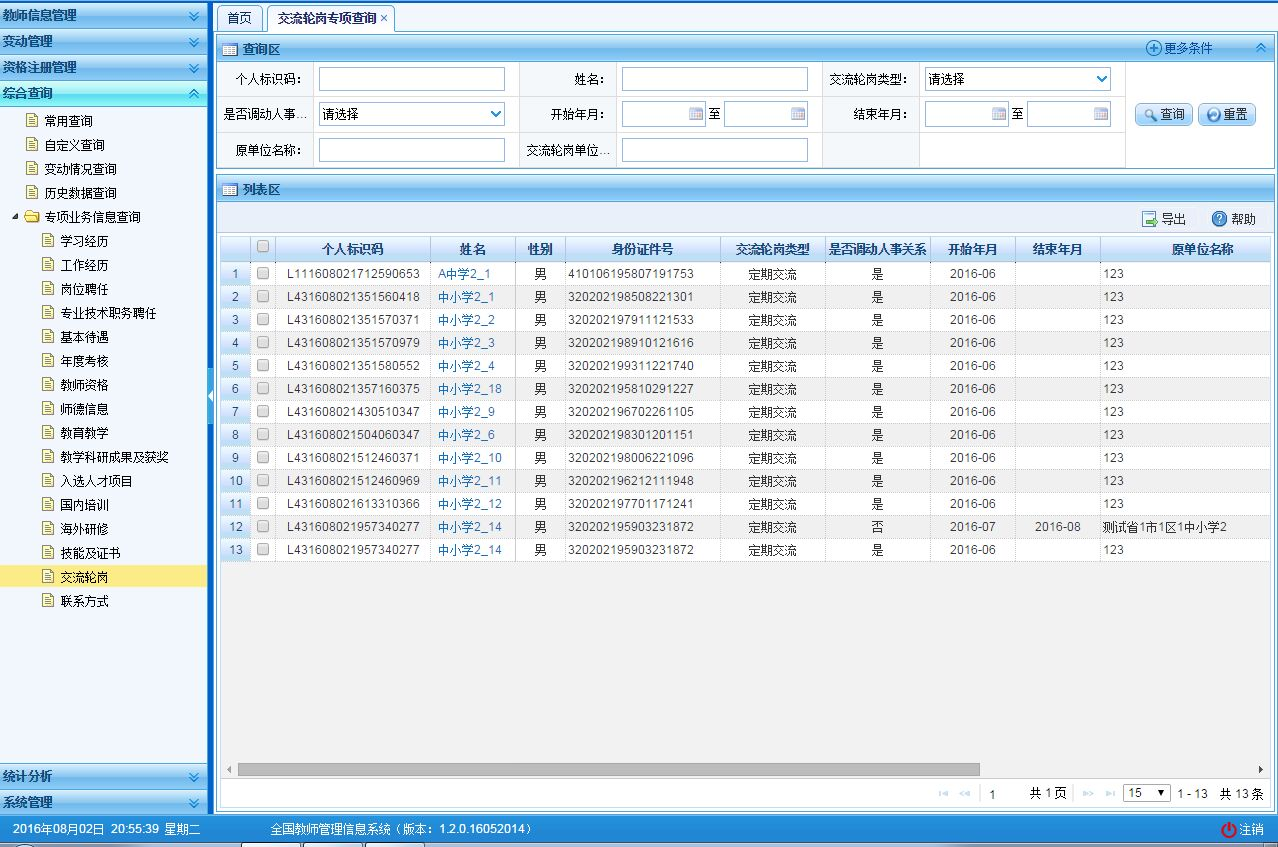 教师信息管理
变动管理
资格注册管理
综合查询
常用查询
自定义查询
变动情况查询
历史数据查询
专项业务信息查询
学习经历
工作经历
岗位聘任
专业技术职务聘任
基本待遇
年度考核
教师资格
师德信息
教育教学
教学科研成果及获奖
入选人才项目
国内培训
海外研修
技能及证书
交流轮岗
联系方式
统计分析
系统管理
首页 交流轮岗专项查询 ×
查询区 更多条件
个人标识码： 姓名： 交流轮岗类型： 请选择
是否调动人事... 请选择 开始年月： 至 结束年月： 至 查询 重置
原单位名称： 交流轮岗单位...
列表区
导出 帮助
个人标识码 姓名 性别 身份证件号 交流轮岗类型 是否调动人事关系 开始年月 结束年月 原单位名称
1 L111608021712590653 A中学2_1 男 410106195807191753 定期交流 是 2016-06 123
2 L431608021351560418 中小学2_1 男 320202198508221301 定期交流 是 2016-06 123
3 L431608021351570371 中小学2_2 男 320202197911121533 定期交流 是 2016-06 123
4 L431608021351570979 中小学2_3 男 320202198910121616 定期交流 是 2016-06 123
5 L431608021351580552 中小学2_4 男 320202199311221740 定期交流 是 2016-06 123
6 L431608021357160375 中小学2_18 男 320202195810291227 定期交流 是 2016-06 123
7 L431608021430510347 中小学2_9 男 320202196702261105 定期交流 是 2016-06 123
8 L431608021504060347 中小学2_6 男 320202198301201151 定期交流 是 2016-06 123
9 L431608021512460371 中小学2_10 男 320202198006221096 定期交流 是 2016-06 123
10 L431608021512460969 中小学2_11 男 320202196212111948 定期交流 是 2016-06 123
11 L431608021613310366 中小学2_12 男 320202197701171241 定期交流 是 2016-06 123
12 L431608021957340277 中小学2_14 男 320202195903231872 定期交流 否 2016-07 2016-08 测试省1市1区1中小学2
13 L431608021957340277 中小学2_14 男 320202195903231872 定期交流 是 2016-06 123
1 共 1 页 15 1 - 13 共 13 条
2016年08月02日 20:55:39 星期二 全国教师管理信息系统（版本：1.2.0.16052014） 注销